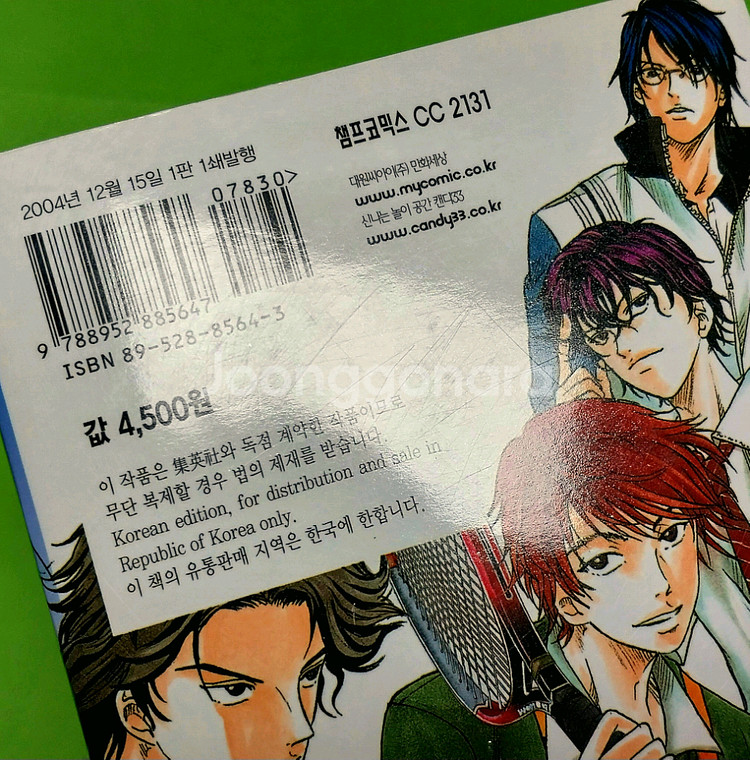 챔프코믹스 CC 2131
대원씨아이(주) 만화세상
www.mycomic.co.kr
신나는 놀이 공간 캔디33
www.candy33.co.kr
2004년 12월 15일 1판 1쇄발행
07830>
9 788952 885647
ISBN 89-528-8564-3
값 4,500원
Joonggonara
이 작품은 集英社와 독점 계약한 작품이므로
무단 복제할 경우 법의 제재를 받습니다.
Korean edition, for distribution and sale in
Republic of Korea only.
이 책의 유통판매 지역은 한국에 한합니다.